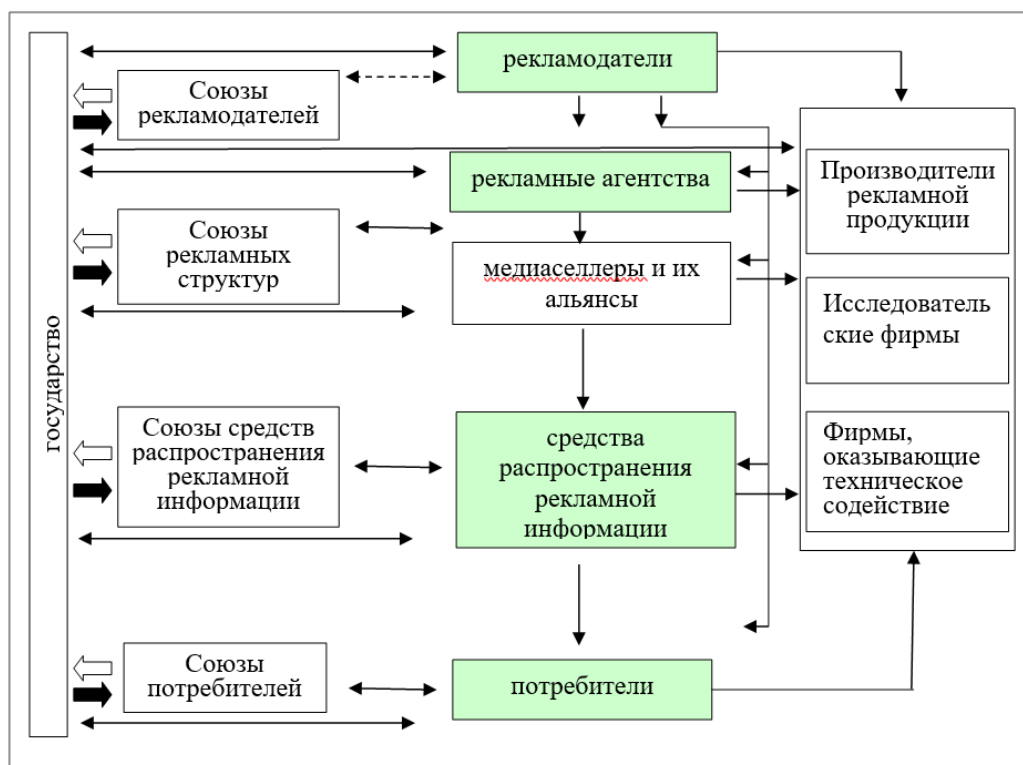 государство
рекламодатели
Союзы
рекламодателей
рекламные агентства
Производители
рекламной
продукции
Союзы
рекламных
структур
медиаселлеры и их
альянсы
Исследователь
ские фирмы
Союзы средств
распространения
рекламной
информации
средства
распространения
рекламной
информации
Фирмы,
оказывающие
техническое
содействие
Союзы
потребителей
потребители